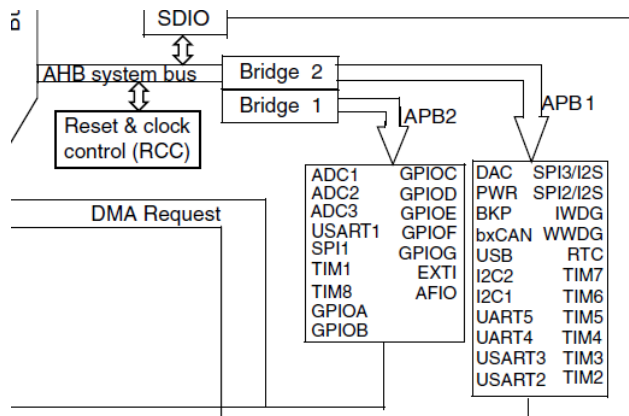 Bu
SDIO
AHB system bus
Bridge 2
Bridge 1
Reset & clock
control (RCC)
APB2
APB1
DMA Request
ADC1 GPIOC
ADC2 GPIOD
ADC3 GPIOE
USART1 GPIOF
SPI1 GPIOG
TIM1 EXTI
TIM8 AFIO
GPIOA
GPIOB
DAC SPI3/I2S
PWR SPI2/I2S
BKP IWDG
bxCAN WWDG
USB RTC
I2C2 TIM7
I2C1 TIM6
UART5 TIM5
UART4 TIM4
USART3 TIM3
USART2 TIM2